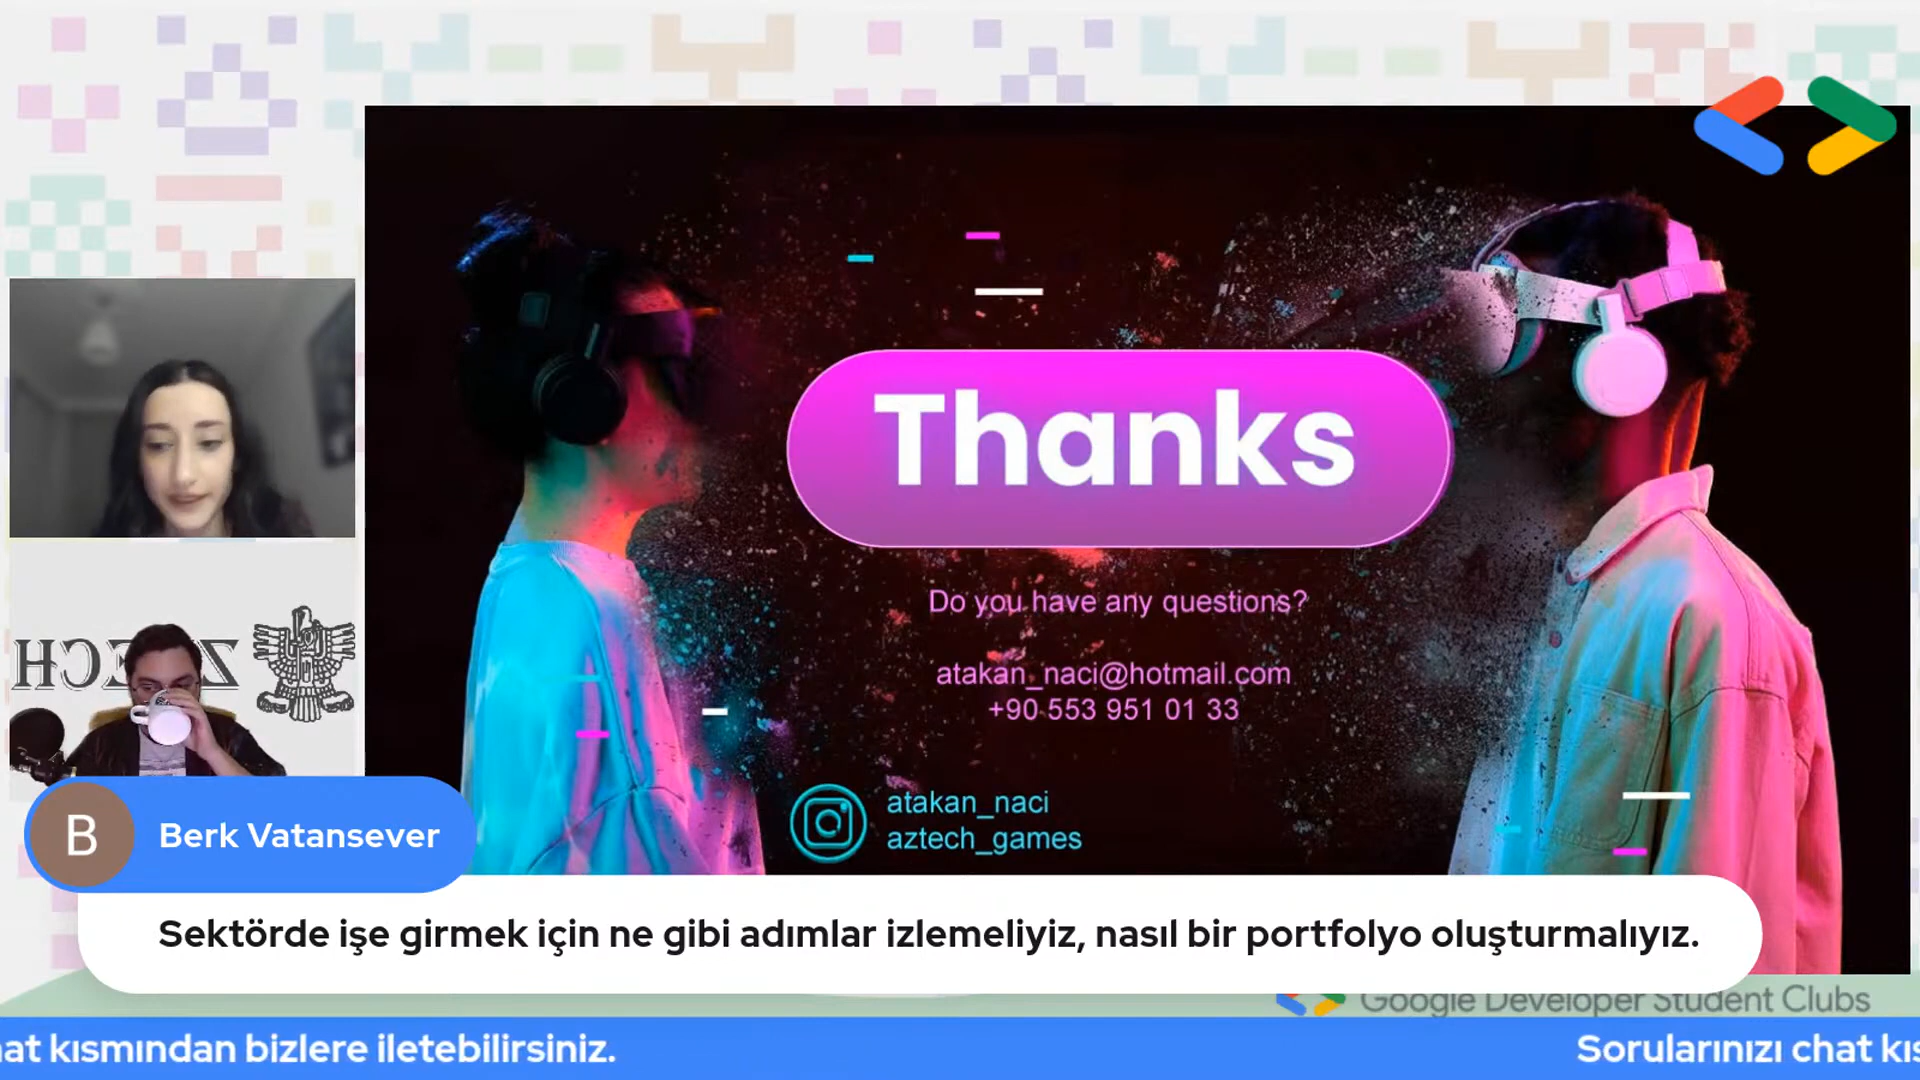 Thanks
Do you have any questions?
atakan_naci@hotmail.com
+90 553 951 01 33
atakan_naci
aztech_games
B
Berk Vatansever
Sektörde işe girmek için ne gibi adımlar izlemeliyiz, nasıl bir portfolyo oluşturmalıyız.
Google Developer Student Clubs
kısmından bizlere iletebilirsiniz.
Sorularınızı chat